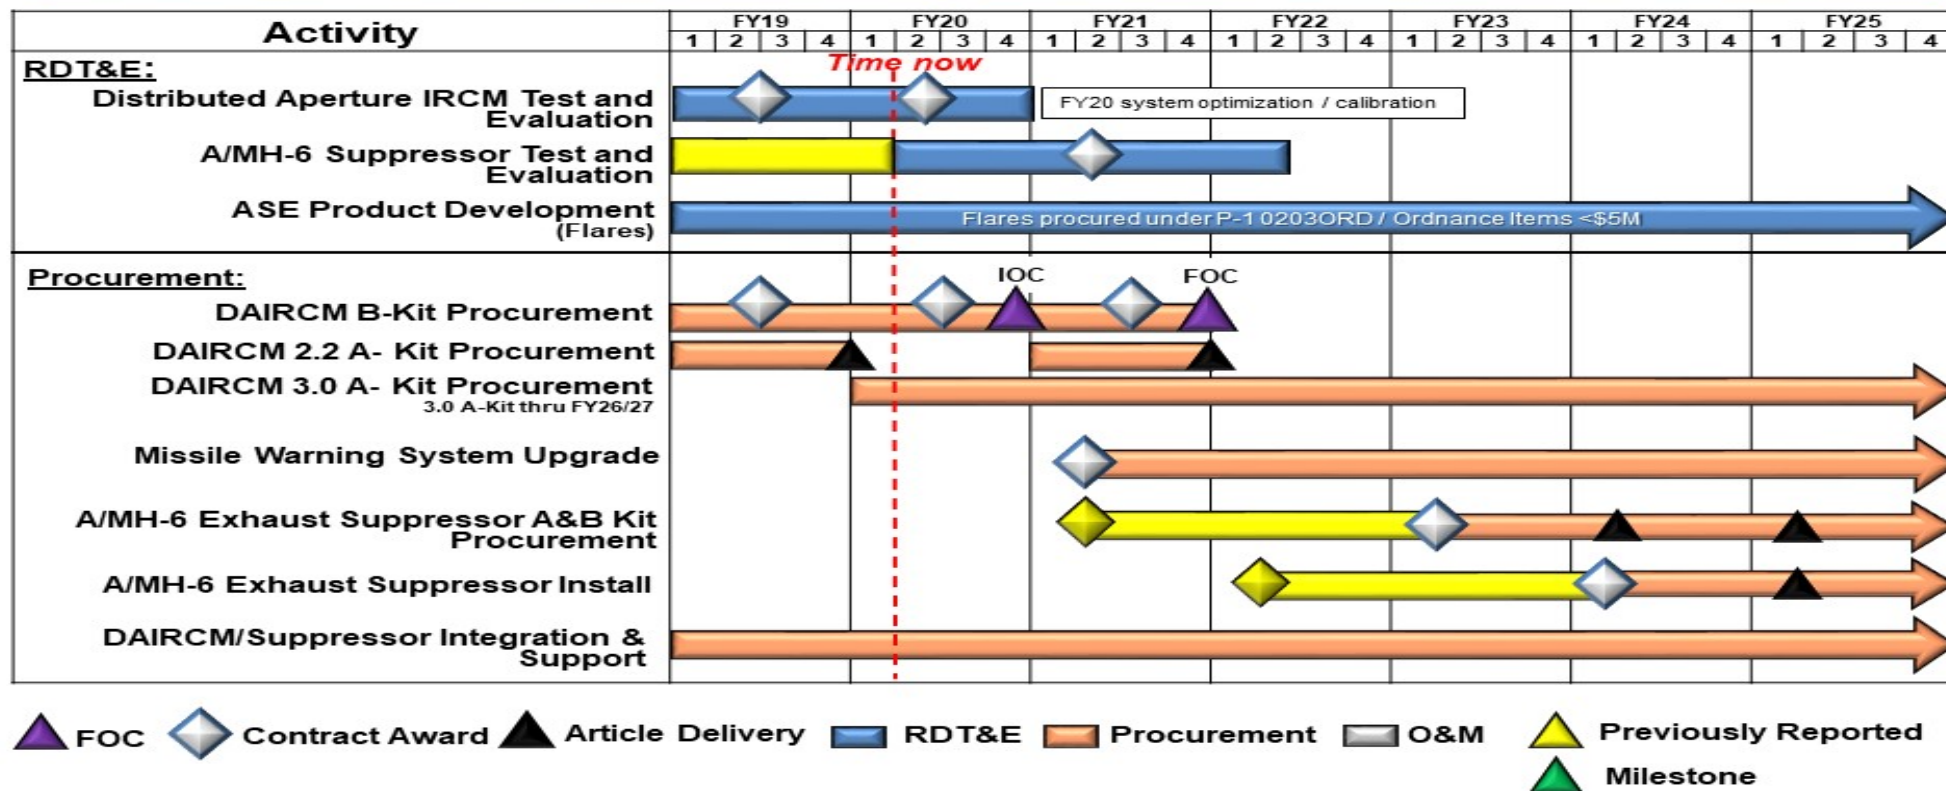 Activity
FY19 FY20 FY21 FY22 FY23 FY24 FY25
1 2 3 4 1 2 3 4 1 2 3 4 1 2 3 4 1 2 3 4 1 2 3 4 1 2 3 4
Time now
RDT&E:
Distributed Aperture IRCM Test and
Evaluation
FY20 system optimization / calibration
A/MH-6 Suppressor Test and
Evaluation
ASE Product Development
(Flares)
Flares procured under P-1 0203ORD / Ordnance Items <$5M
Procurement:
IOC FOC
DAIRCM B-Kit Procurement
DAIRCM 2.2 A- Kit Procurement
DAIRCM 3.0 A- Kit Procurement
3.0 A-Kit thru FY26/27
Missile Warning System Upgrade
A/MH-6 Exhaust Suppressor A&B Kit
Procurement
A/MH-6 Exhaust Suppressor Install
DAIRCM/Suppressor Integration &
Support
FOC Contract Award Article Delivery RDT&E Procurement O&M Previously Reported
Milestone